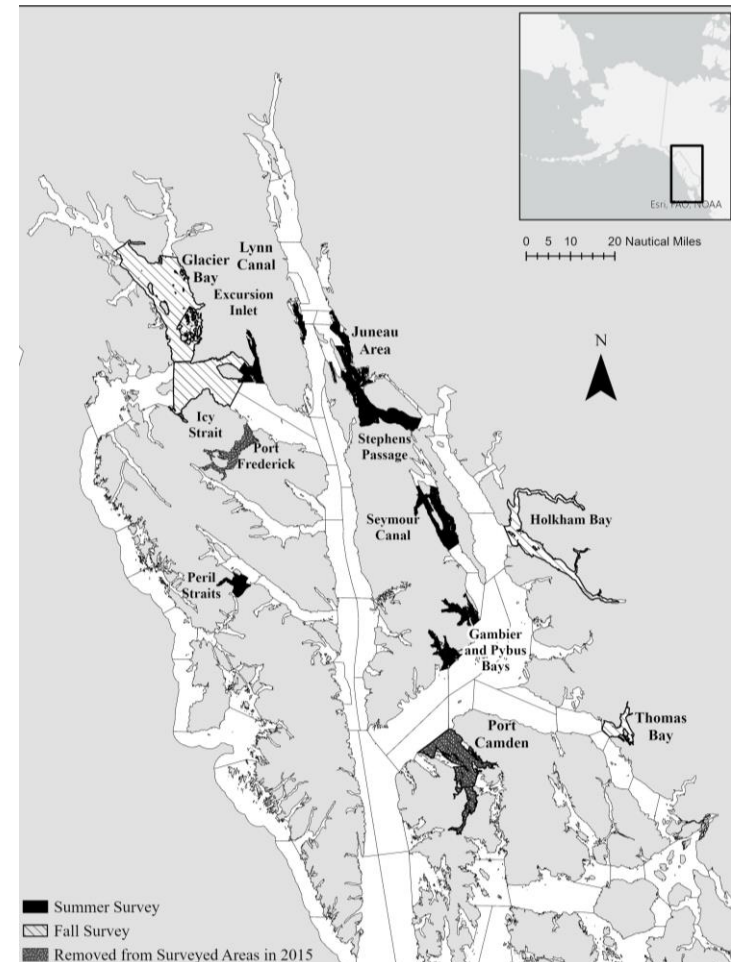 Esri, FAO, NOAA
0 5 10 20 Nautical Miles
N
Lynn
Canal
Glacier
Bay
Excursion
Inlet
Juneau
Area
Icy
Strait
Port
Frederick
Stephens
Passage
Seymour
Canal
Holkham Bay
Peril
Straits
Gambier
and Pybus
Bays
Port
Camden
Thomas
Bay
Summer Survey
Fall Survey
Removed from Surveyed Areas in 2015